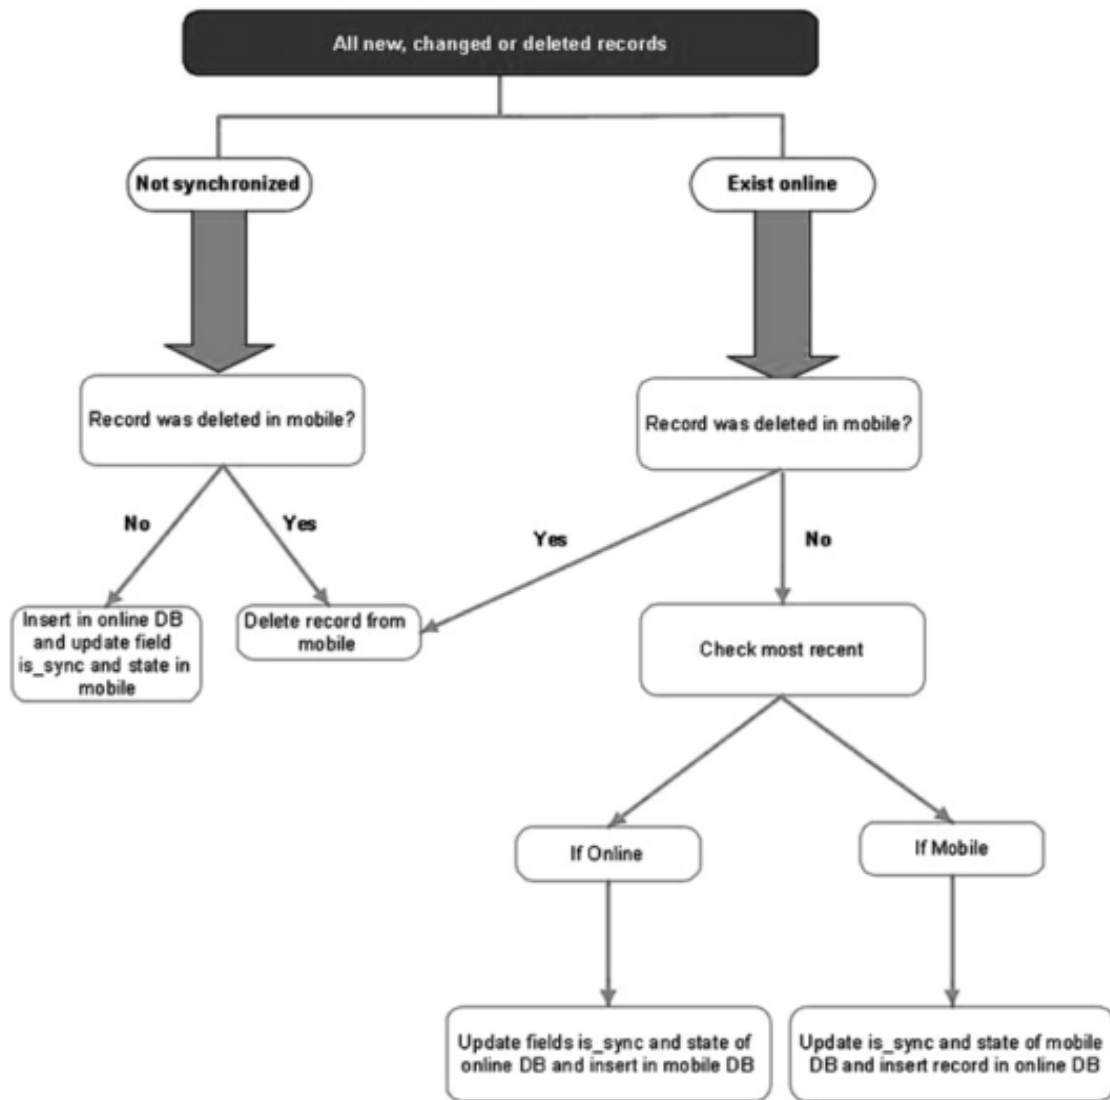 All new, changed or deleted records
Not synchronized
Exist online
Record was deleted in mobile?
Record was deleted in mobile?
No
Yes
Yes
No
Insert in online DB
and update field
is_sync and state in
mobile
Delete record from
mobile
Check most recent
If Online
If Mobile
Update fields is_sync and state of
online DB and insert in mobile DB
Update is_sync and state of mobile
DB and insert record in online DB